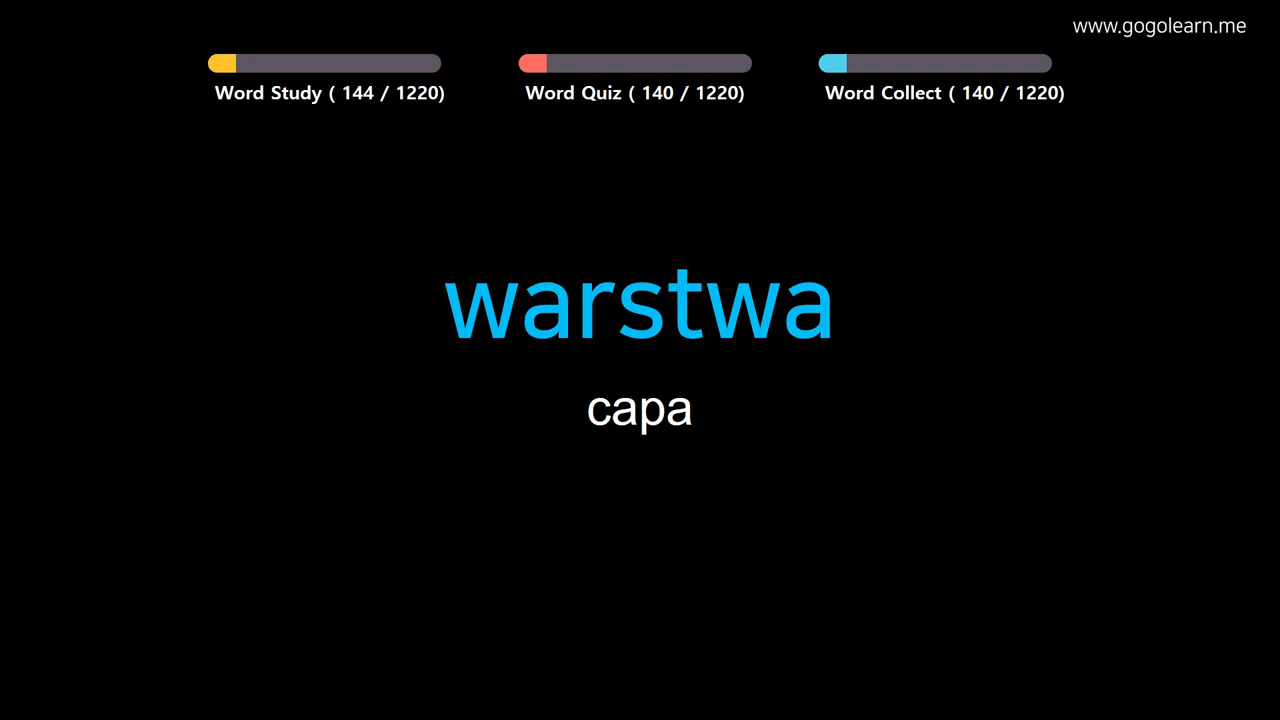 www.gogolearn.me
Word Study ( 144 / 1220)
Word Quiz ( 140 / 1220)
Word Collect ( 140 / 1220)
warstwa
capa